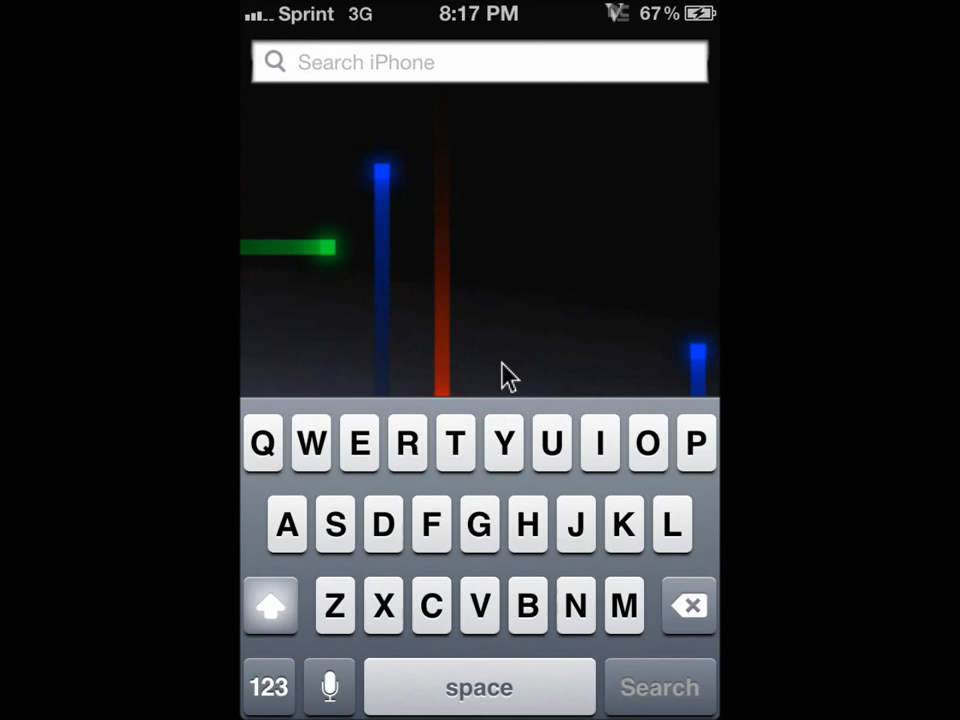 Sprint 3G 8:17 PM 67%
Search iPhone
Q W E R T Y U I O P
A S D F G H J K L
Z X C V B N M
123 space Search